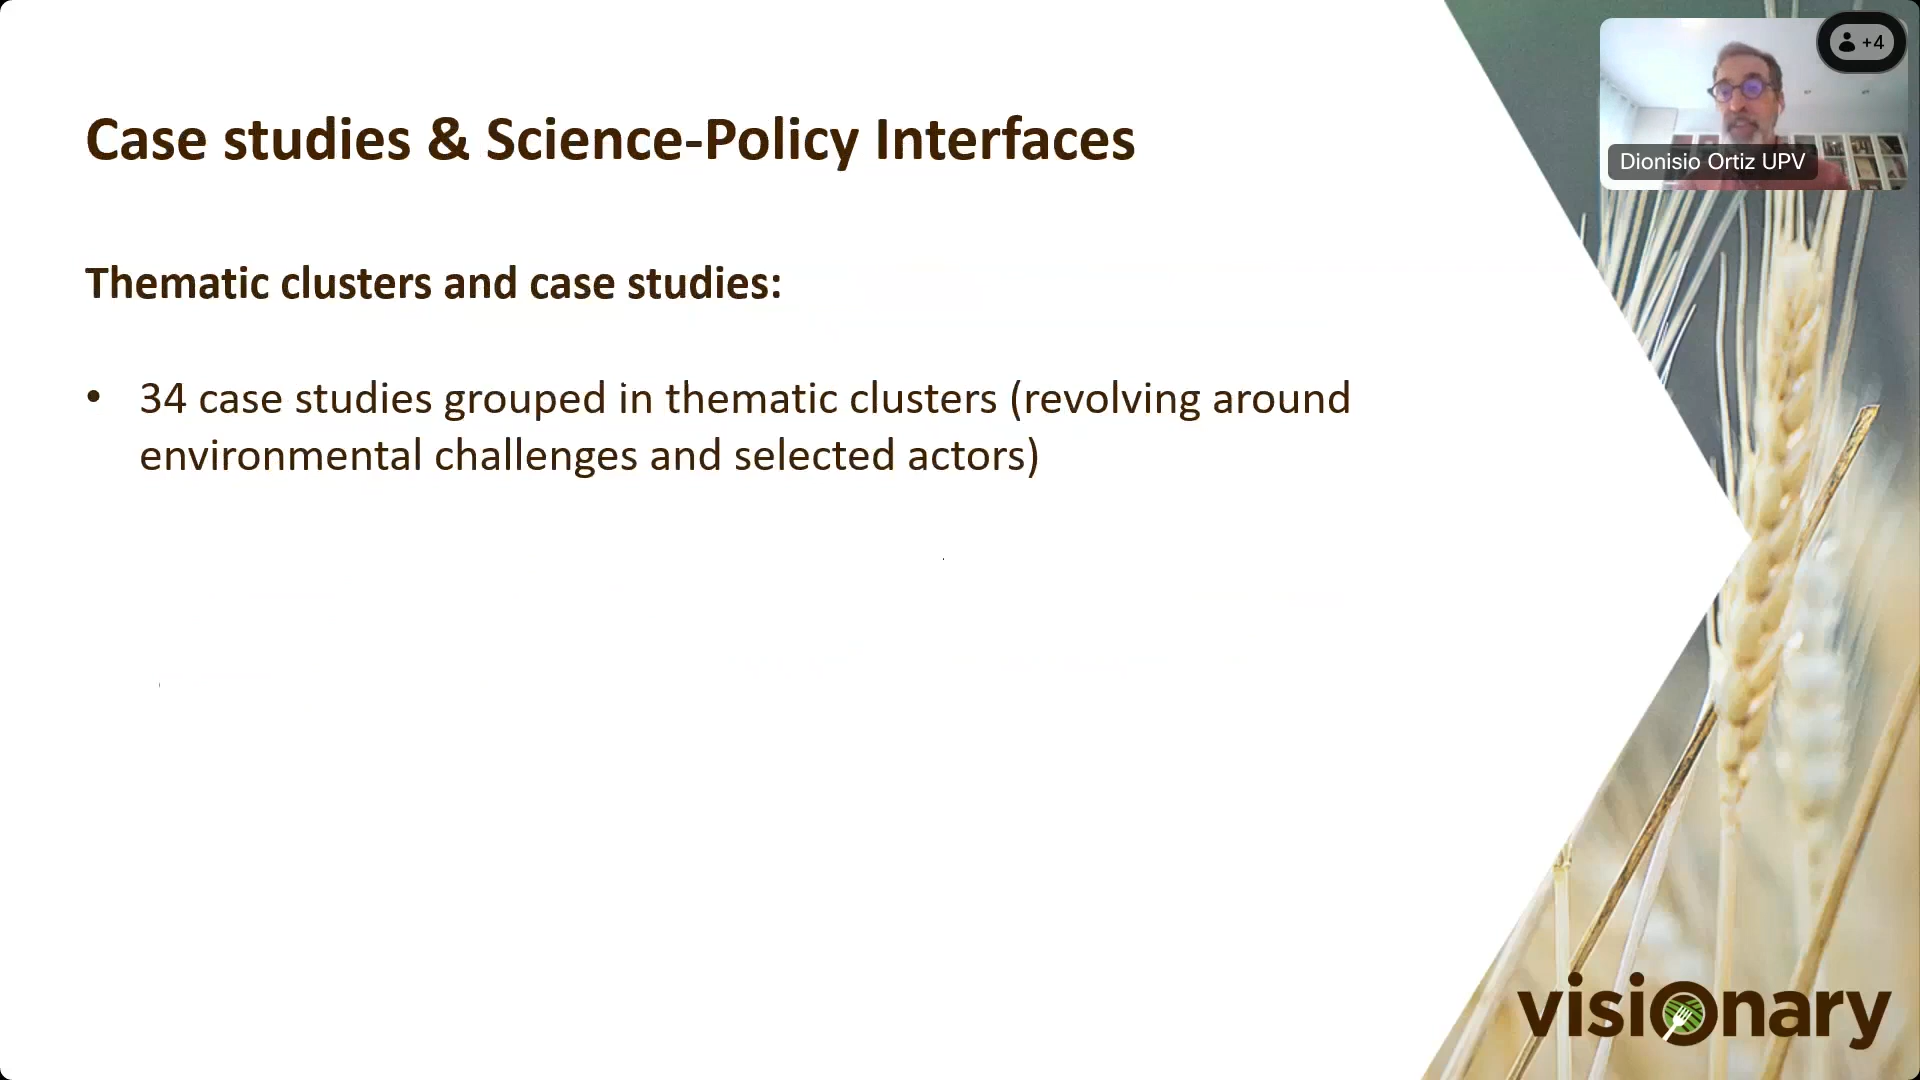 Case studies & Science-Policy Interfaces
+4
Dionisio Ortiz UPV
Thematic clusters and case studies:
• 34 case studies grouped in thematic clusters (revolving around
environmental challenges and selected actors)
visionary